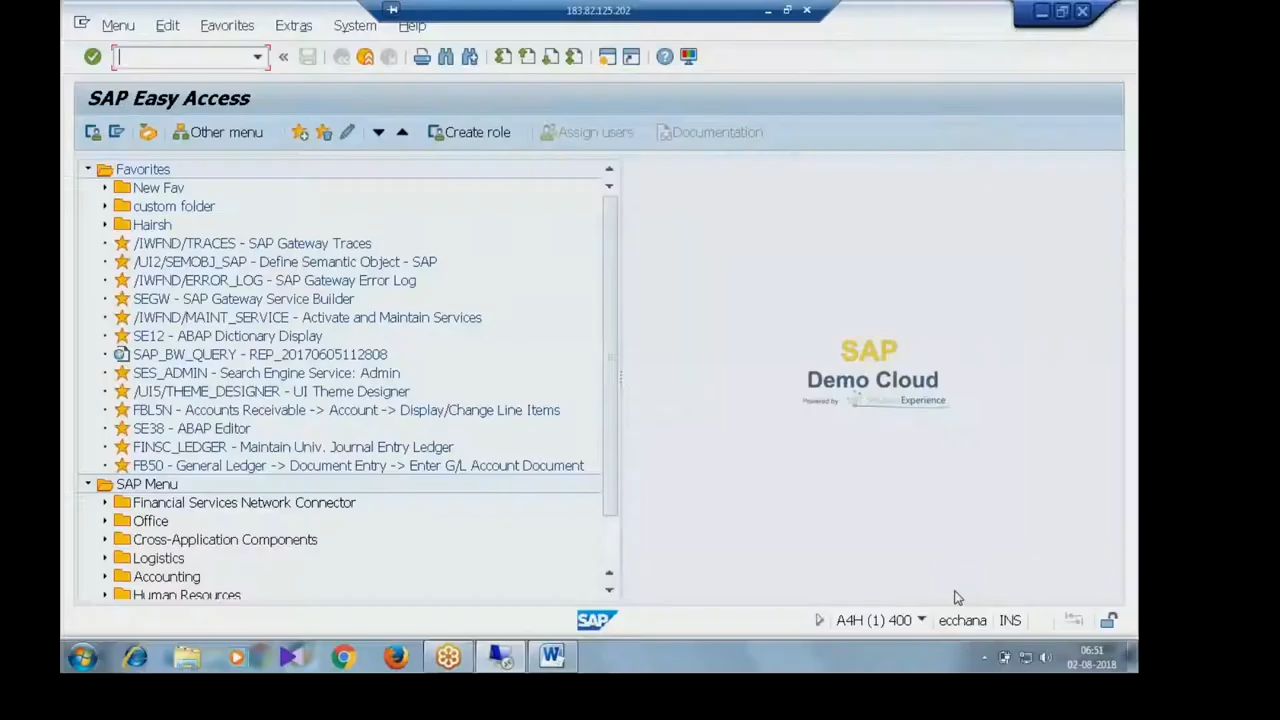 183.82.125.202
Menu Edit Favorites Extras System Help
SAP Easy Access
Other menu Create role Assign users Documentation
Favorites
New Fav
custom folder
Hairsh
/IWFND/TRACES - SAP Gateway Traces
/UI2/SEMOBJ_SAP - Define Semantic Object - SAP
/IWFND/ERROR_LOG - SAP Gateway Error Log
SEGW - SAP Gateway Service Builder
/IWFND/MAINT_SERVICE - Activate and Maintain Services
SE12 - ABAP Dictionary Display
SAP_BW_QUERY - REP_20170605112808
SES_ADMIN - Search Engine Service: Admin
/UI5/THEME_DESIGNER - UI Theme Designer
FBL5N - Accounts Receivable -> Account -> Display/Change Line Items
SE38 - ABAP Editor
FINSC_LEDGER - Maintain Univ. Journal Entry Ledger
FB50 - General Ledger -> Document Entry -> Enter G/L Account Document
SAP Menu
Financial Services Network Connector
Office
Cross-Application Components
Logistics
Accounting
Human Resources
SAP
Demo Cloud
Powered by Experience
SAP A4H (1) 400 ecchana INS
06:51
02-08-2018